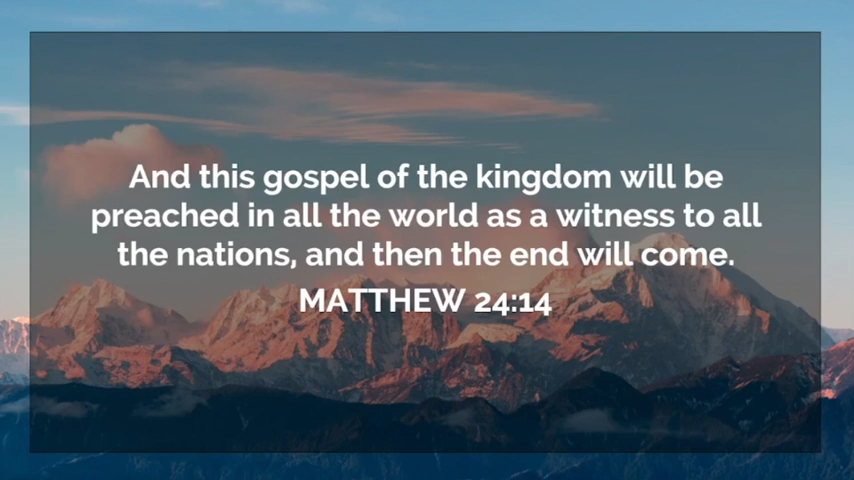 And this gospel of the kingdom will be
preached in all the world as a witness to all
the nations, and then the end will come.
MATTHEW 24:14